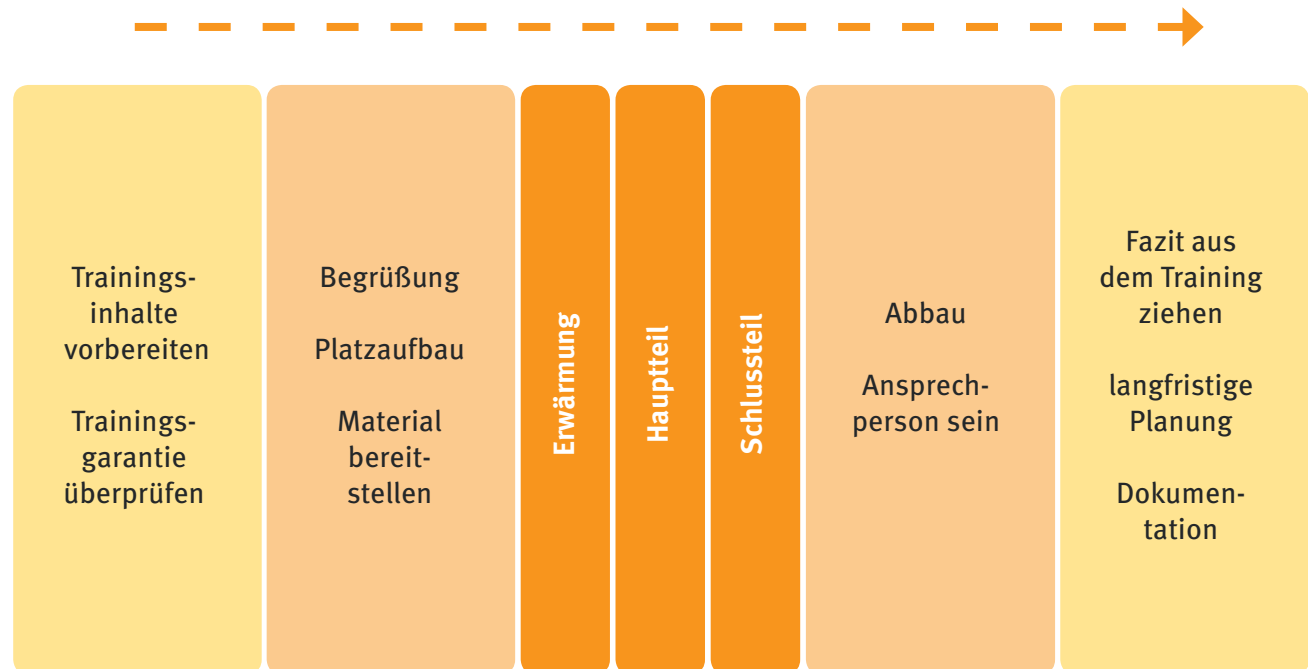 Trainings-
inhalte
vorbereiten
Trainings-
garantie
überprüfen
Begrüßung
Platzaufbau
Material
bereit-
stellen
Erwärmung
Hauptteil
Schlussteil
Abbau
Ansprech-
person sein
Fazit aus
dem Training
ziehen
langfristige
Planung
Dokumen-
tation